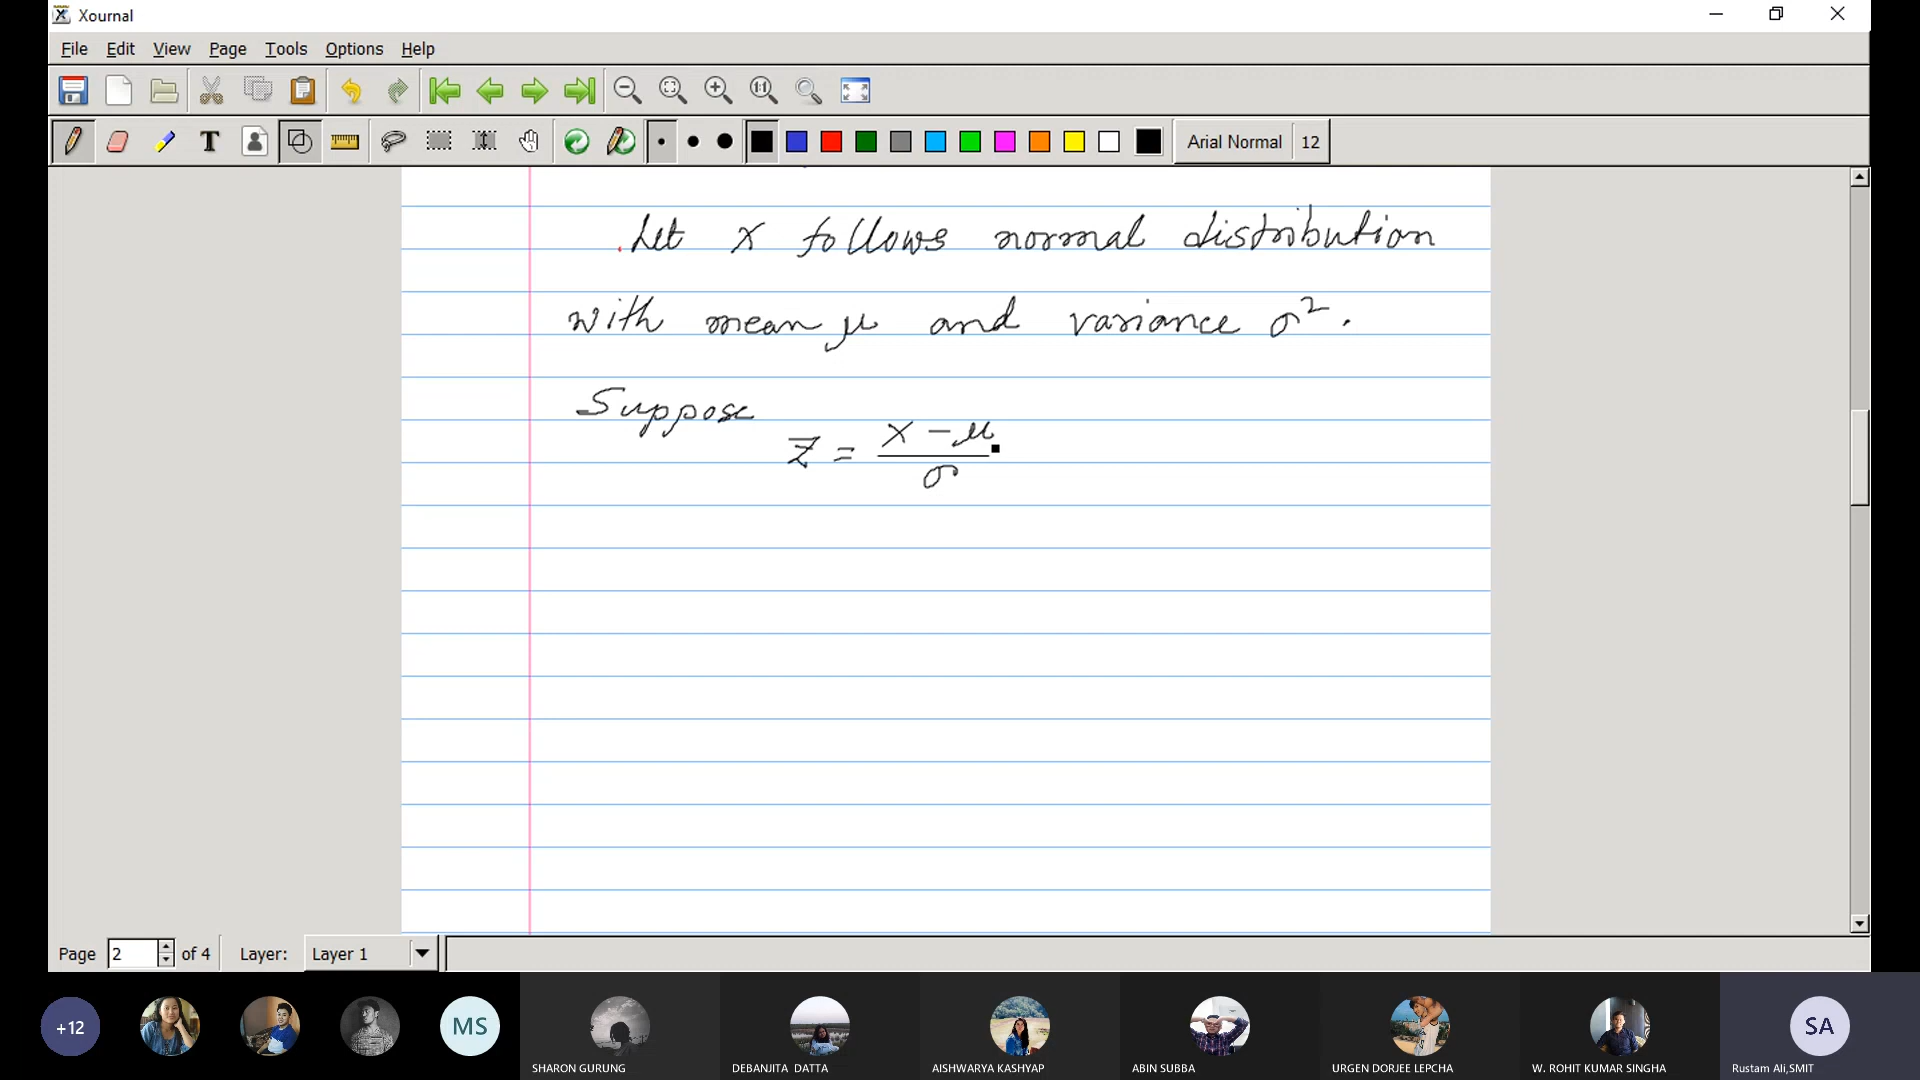 Xournal
File Edit View Page Tools Options Help
T Arial Normal 12
Let X follows normal distribution
with mean μ and variance σ².
Suppose
Z = (X - μ)/σ
Page 2 of 4 Layer: Layer 1
+12 MS SA
SHARON GURUNG DEBANJITA DATTA AISHWARYA KASHYAP ABIN SUBBA URGEN DORJEE LEPCHA W. ROHIT KUMAR SINGHA Rustam Ali,SMIT